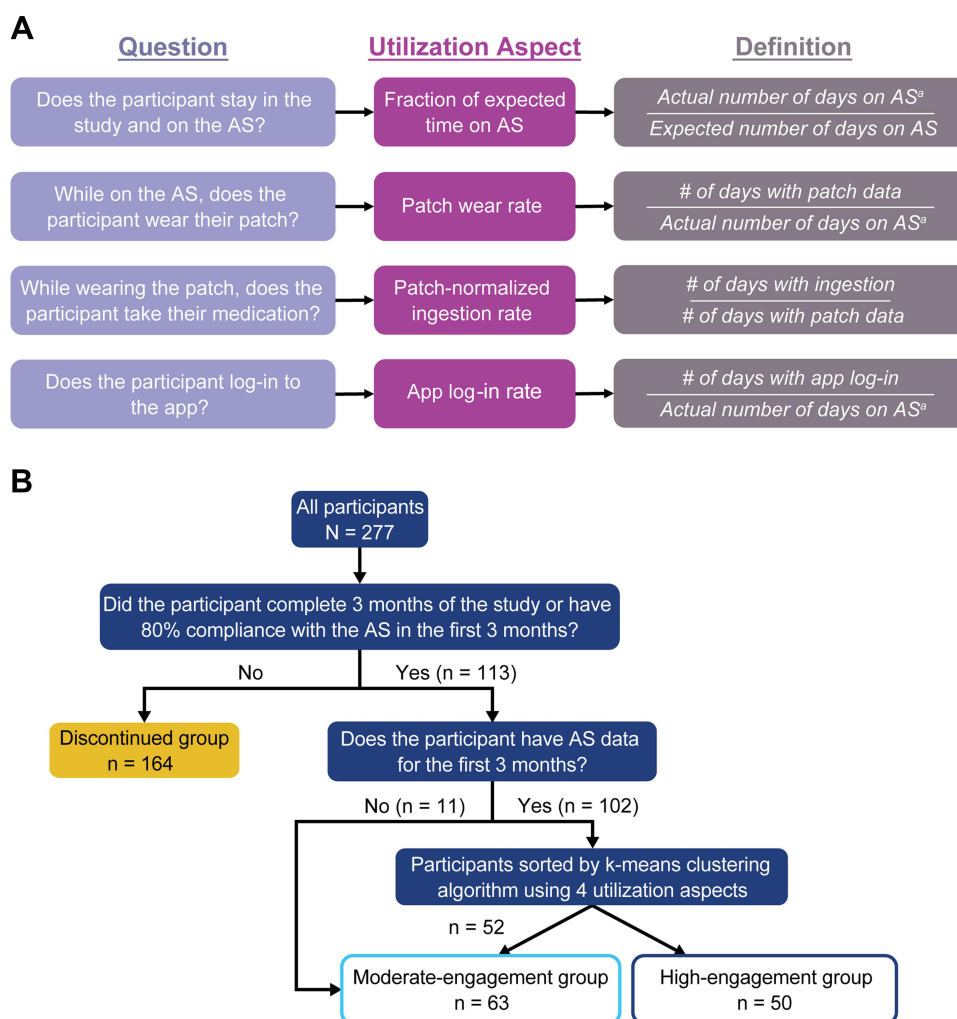 A
Question
Utilization Aspect
Definition
Does the participant stay in the
study and on the AS?
Fraction of expected
time on AS
Actual number of days on ASᵃ
Expected number of days on AS
While on the AS, does the
participant wear their patch?
Patch wear rate
# of days with patch data
Actual number of days on ASᵃ
While wearing the patch, does the
participant take their medication?
Patch-normalized
ingestion rate
# of days with ingestion
# of days with patch data
Does the participant log-in to
the app?
App log-in rate
# of days with app log-in
Actual number of days on ASᵃ
B
All participants
N = 277
Did the participant complete 3 months of the study or have
80% compliance with the AS in the first 3 months?
No
Yes (n = 113)
Discontinued group
n = 164
Does the participant have AS data
for the first 3 months?
No (n = 11)
Yes (n = 102)
Participants sorted by k-means clustering
algorithm using 4 utilization aspects
n = 52
Moderate-engagement group
n = 63
High-engagement group
n = 50